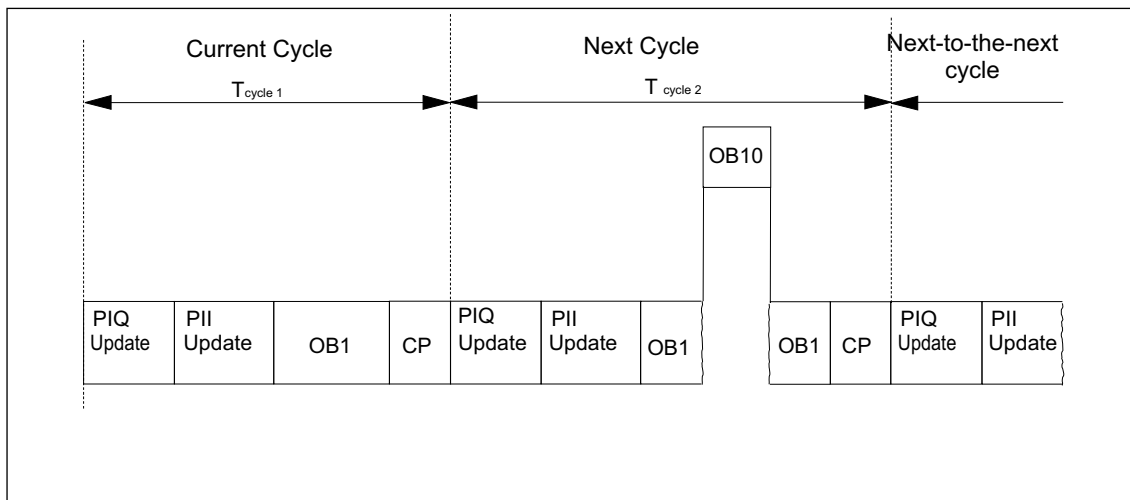 Current Cycle
Next Cycle
Next-to-the-next
cycle
Tcycle 1
T cycle 2
OB10
PIQ
Update
PII
Update
OB1
CP
PIQ
Update
PII
Update
OB1
OB1
CP
PIQ
Update
PII
Update